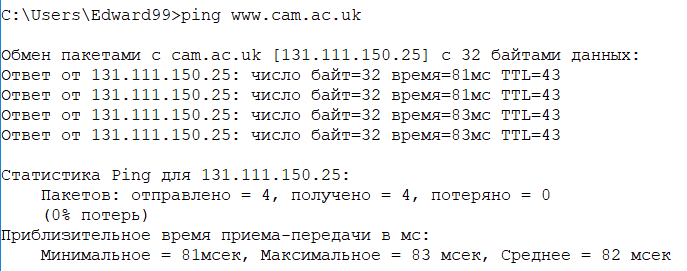 C:\Users\Edward99>ping www.cam.ac.uk
Обмен пакетами с cam.ac.uk [131.111.150.25] с 32 байтами данных:
Ответ от 131.111.150.25: число байт=32 время=81мс TTL=43
Ответ от 131.111.150.25: число байт=32 время=81мс TTL=43
Ответ от 131.111.150.25: число байт=32 время=83мс TTL=43
Ответ от 131.111.150.25: число байт=32 время=83мс TTL=43
Статистика Ping для 131.111.150.25:
Пакетов: отправлено = 4, получено = 4, потеряно = 0
(0% потерь)
Приблизительное время приема-передачи в мс:
Минимальное = 81мсек, Максимальное = 83 мсек, Среднее = 82 мсек